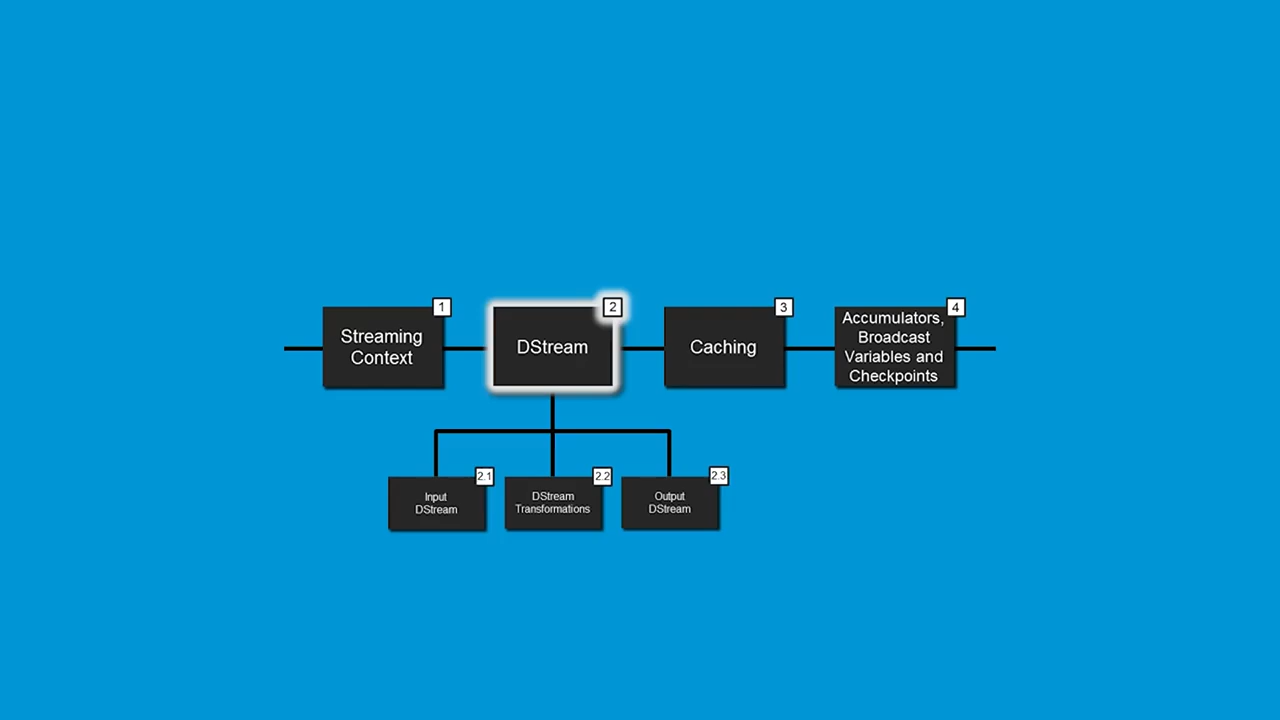 1
Streaming
Context
2
DStream
3
Caching
4
Accumulators,
Broadcast
Variables and
Checkpoints
2.1
Input
DStream
2.2
DStream
Transformations
2.3
Output
DStream